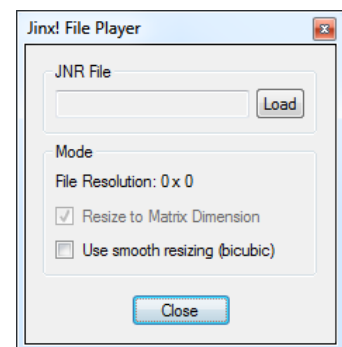 Jinx! File Player
JNR File
Load
Mode
File Resolution: 0 x 0
Resize to Matrix Dimension
Use smooth resizing (bicubic)
Close